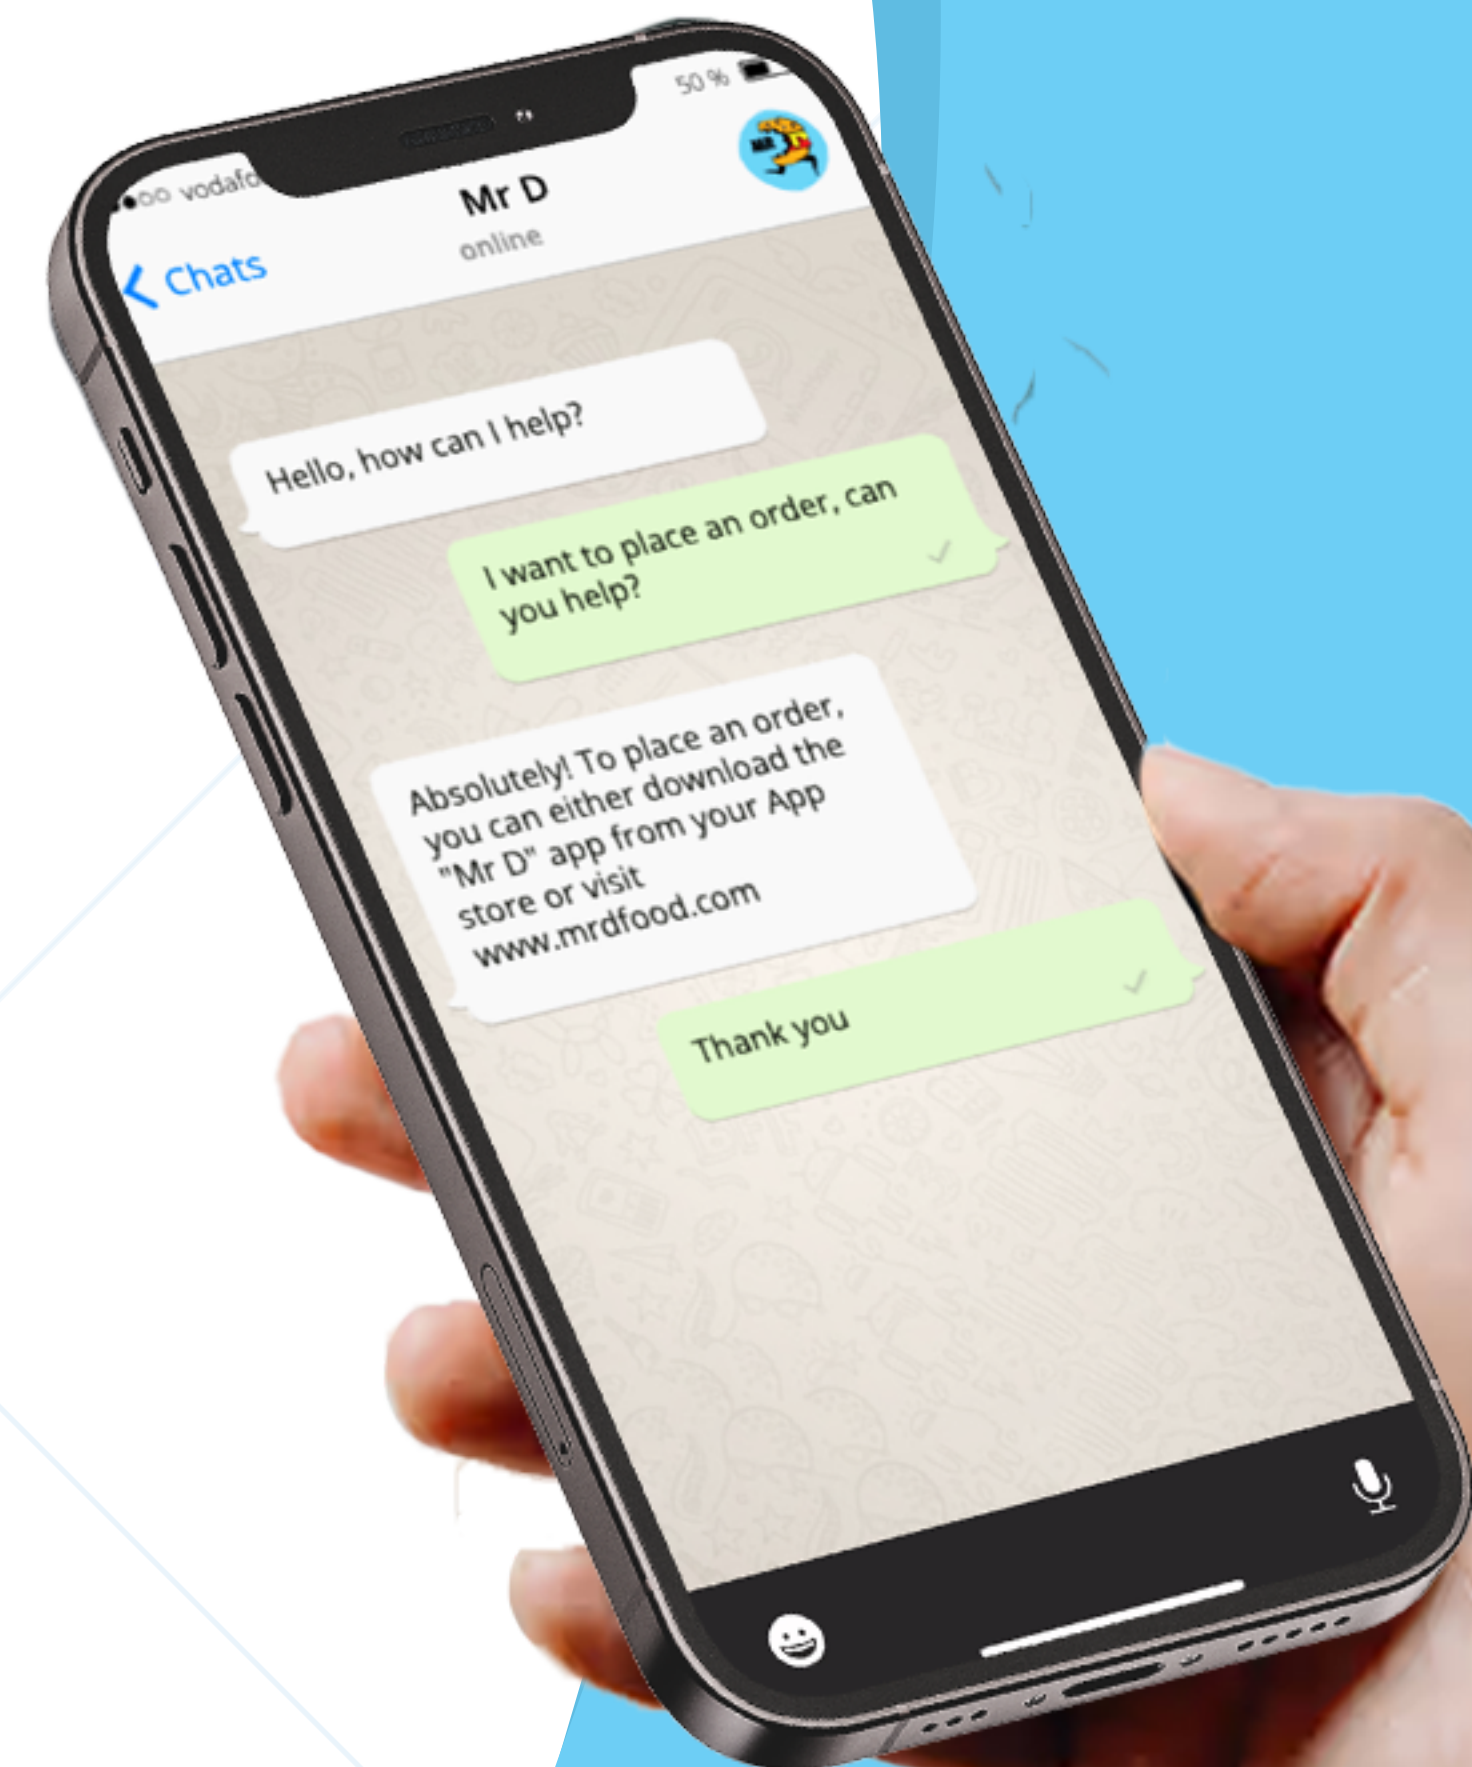 vodafo
50 %
Mr D
online
Chats
MR
Hello, how can I help?
I want to place an order, can
you help?
Absolutely! To place an order,
you can either download the
"Mr D" app from your App
store or visit
www.mrdfood.com
Thank you